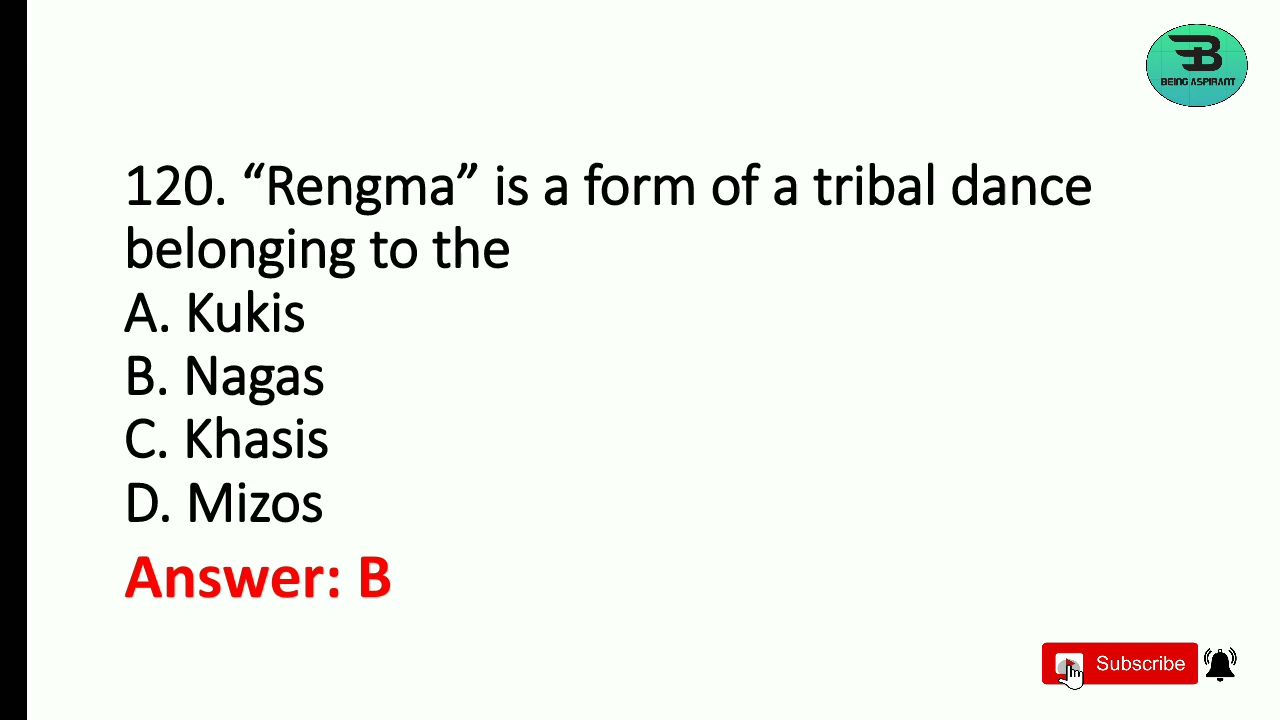 BEING ASPIRANT
120. “Rengma” is a form of a tribal dance
belonging to the
A. Kukis
B. Nagas
C. Khasis
D. Mizos
Answer: B
Subscribe